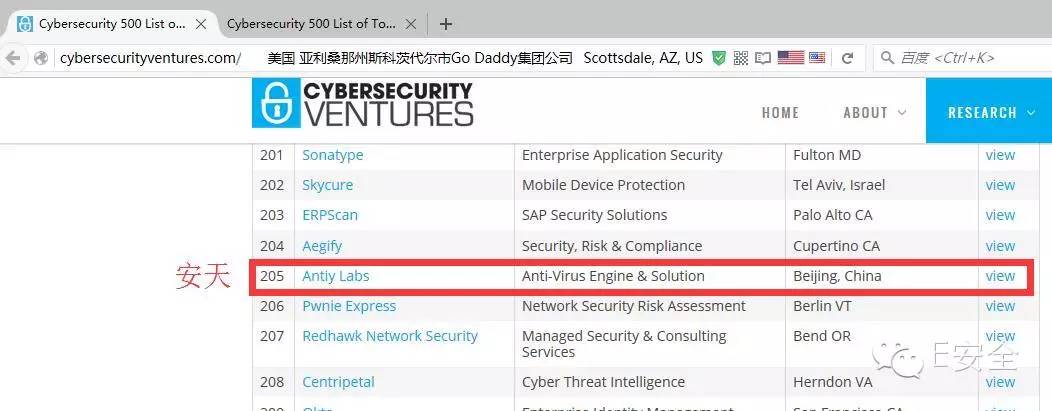 Cybersecurity 500 List o...
Cybersecurity 500 List of To...
cybersecurityventures.com/ 美国 亚利桑那州斯科茨代尔市Go Daddy集团公司 Scottsdale, AZ, US 百度 <Ctrl+K>
CYBERSECURITY
VENTURES
HOME ABOUT RESEARCH
201 Sonatype Enterprise Application Security Fulton MD view
202 Skycure Mobile Device Protection Tel Aviv, Israel view
203 ERPScan SAP Security Solutions Palo Alto CA view
204 Aegify Security, Risk & Compliance Cupertino CA view
安天 205 Antiy Labs Anti-Virus Engine & Solution Beijing, China view
206 Pwnie Express Network Security Risk Assessment Berlin VT view
207 Redhawk Network Security Managed Security & Consulting Bend OR view
Services
E安全
208 Centripetal Cyber Threat Intelligence Herndon VA view